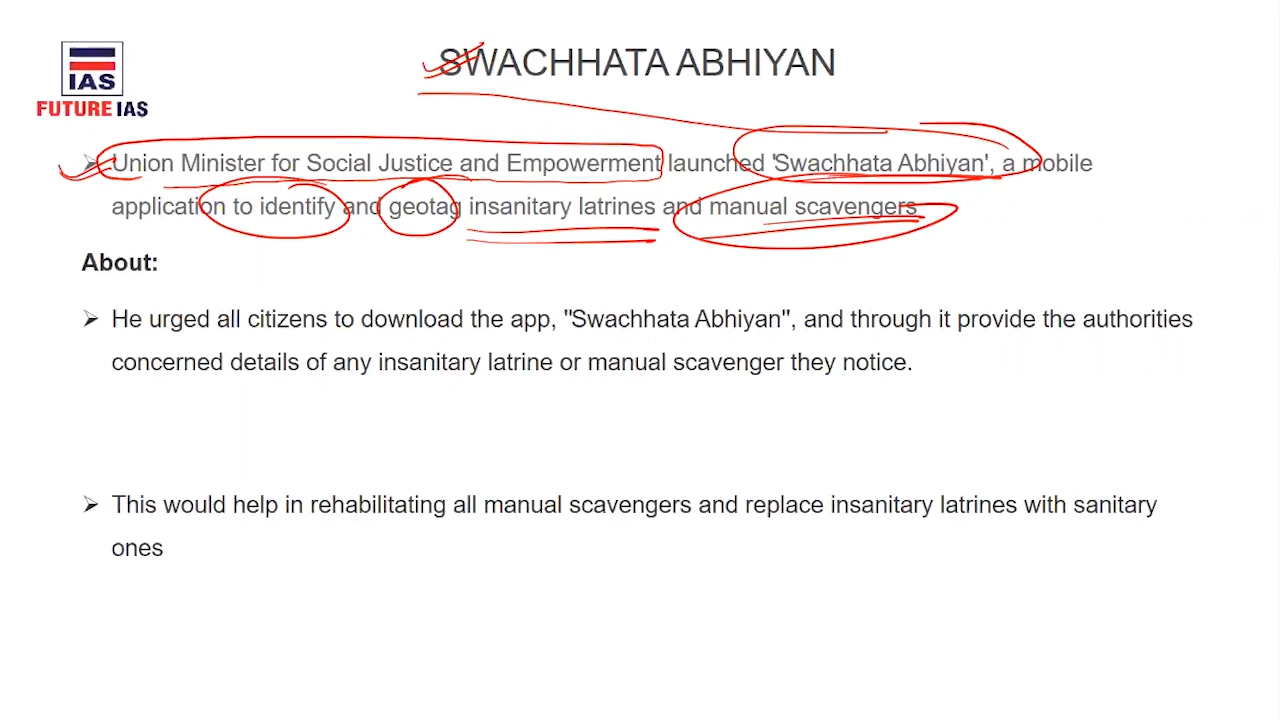 SWACHHATA ABHIYAN
IAS
FUTURE IAS
➢ Union Minister for Social Justice and Empowerment launched 'Swachhata Abhiyan', a mobile
application to identify and geotag insanitary latrines and manual scavengers
About:
➢ He urged all citizens to download the app, "Swachhata Abhiyan", and through it provide the authorities
concerned details of any insanitary latrine or manual scavenger they notice.
➢ This would help in rehabilitating all manual scavengers and replace insanitary latrines with sanitary
ones